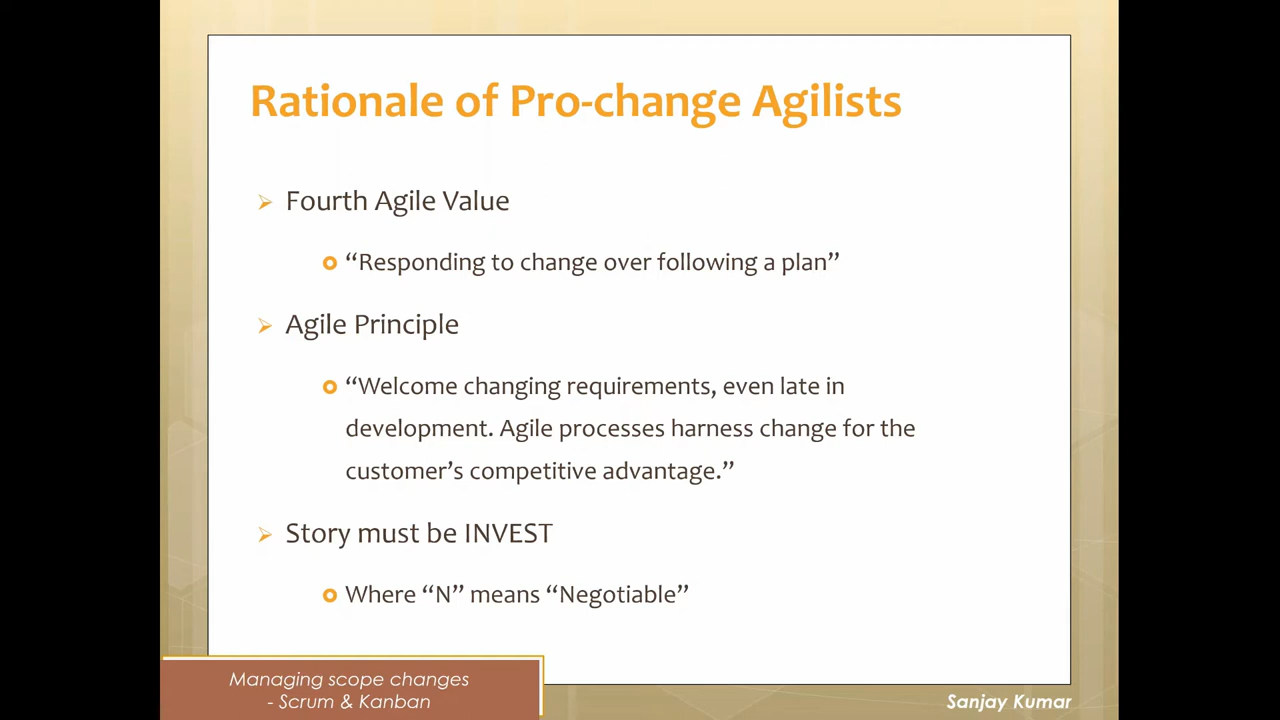 Rationale of Pro-change Agilists
Fourth Agile Value
“Responding to change over following a plan”
Agile Principle
“Welcome changing requirements, even late in
development. Agile processes harness change for the
customer’s competitive advantage.”
Story must be INVEST
Where “N” means “Negotiable”
Managing scope changes
- Scrum & Kanban
Sanjay Kumar